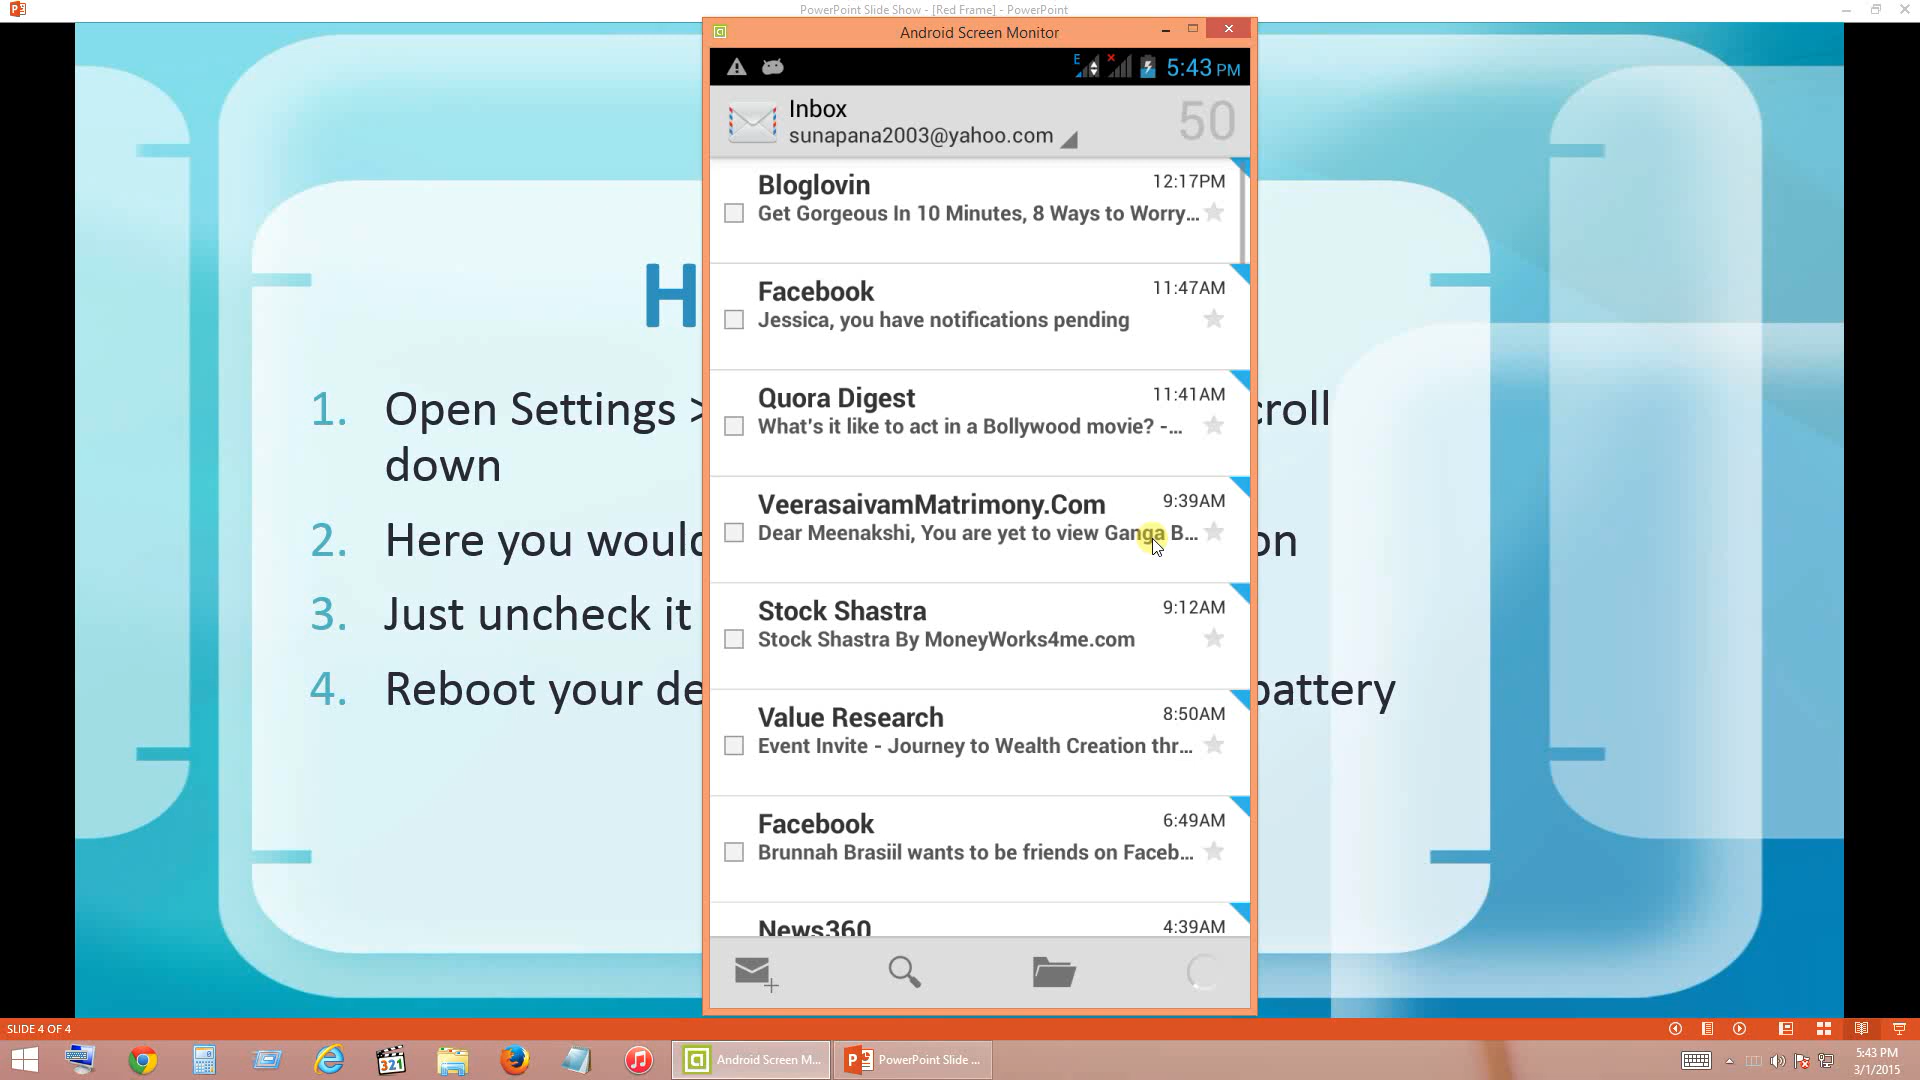 PowerPoint Slide Show - [Red Frame] - PowerPoint
Android Screen Monitor
E
5:43 PM
Inbox
sunapana2003@yahoo.com
50
Bloglovin
12:17PM
Get Gorgeous In 10 Minutes, 8 Ways to Worry...
Facebook
11:47AM
Jessica, you have notifications pending
Quora Digest
11:41AM
What's it like to act in a Bollywood movie? -...
VeerasaivamMatrimony.Com
9:39AM
Dear Meenakshi, You are yet to view Ganga B...
Stock Shastra
9:12AM
Stock Shastra By MoneyWorks4me.com
Value Research
8:50AM
Event Invite - Journey to Wealth Creation thr...
Facebook
6:49AM
Brunnah Brasiil wants to be friends on Faceb...
News360
4:39AM
H
1. Open Settings > croll
down
2. Here you would on
3. Just uncheck it
4. Reboot your de battery
SLIDE 4 OF 4
321
Android Screen M...
PowerPoint Slide ...
5:43 PM
3/1/2015